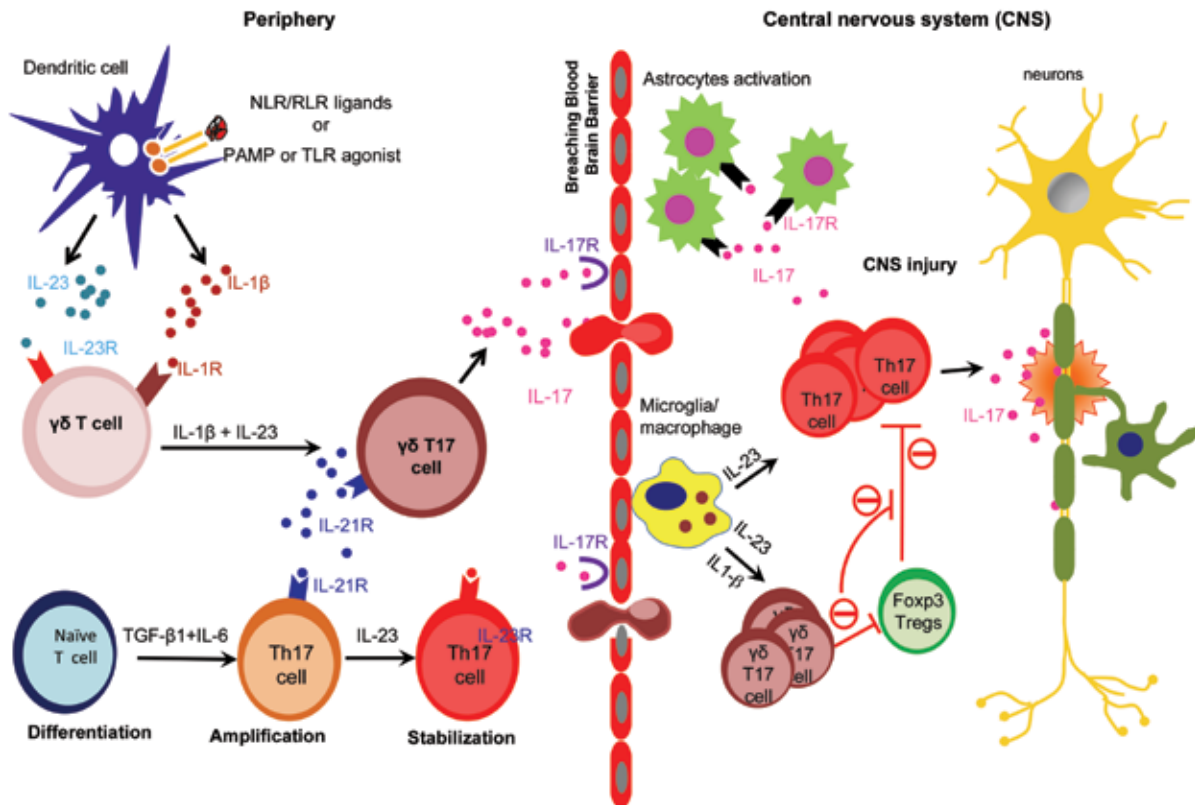 Periphery
Central nervous system (CNS)
Dendritic cell
NLR/RLR ligands
or
PAMP or TLR agonist
Breaching Blood
Brain Barrier
Astrocytes activation
neurons
IL-17R
IL-17R
IL-23
IL-1β
IL-17
CNS injury
IL-23R
IL-1R
Th17
cell
Th17
cell
IL-17
IL-17
γδ T cell
IL-1β + IL-23
γδ T17
cell
Microglia/
macrophage
IL-23
IL-21R
IL-17R
IL-23
IL1-β
IL-21R
Naïve
T cell
TGF-β1+IL-6
Th17
cell
IL-23
IL-23R
Th17
cell
γδ
γδ
T17
cell
γδ
T17
cell
Foxp3
Tregs
Differentiation
Amplification
Stabilization